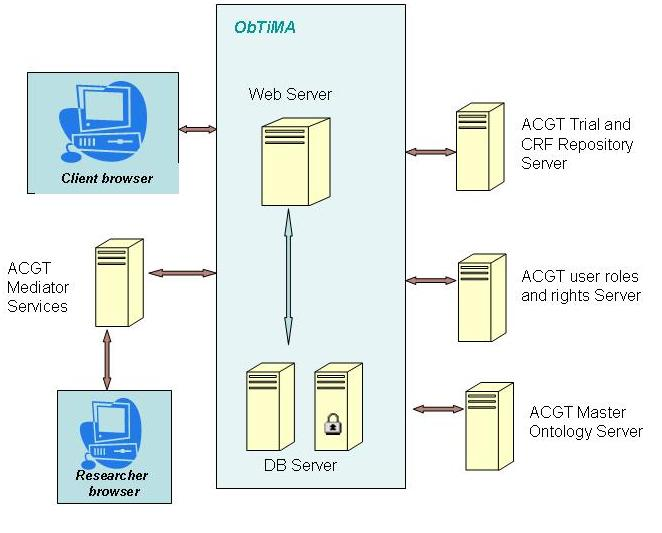 ObTiMA
Web Server
Client browser
ACGT Trial and
CRF Repository
Server
ACGT
Mediator
Services
ACGT user roles
and rights Server
ACGT Master
Ontology Server
DB Server
Researcher
browser